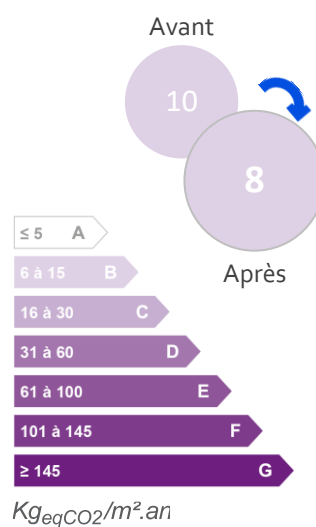 Avant
10
8
Après
≤ 5 A
6 à 15 B
16 à 30 C
31 à 60 D
61 à 100 E
101 à 145 F
≥ 145 G
KgeqCO2/m².an